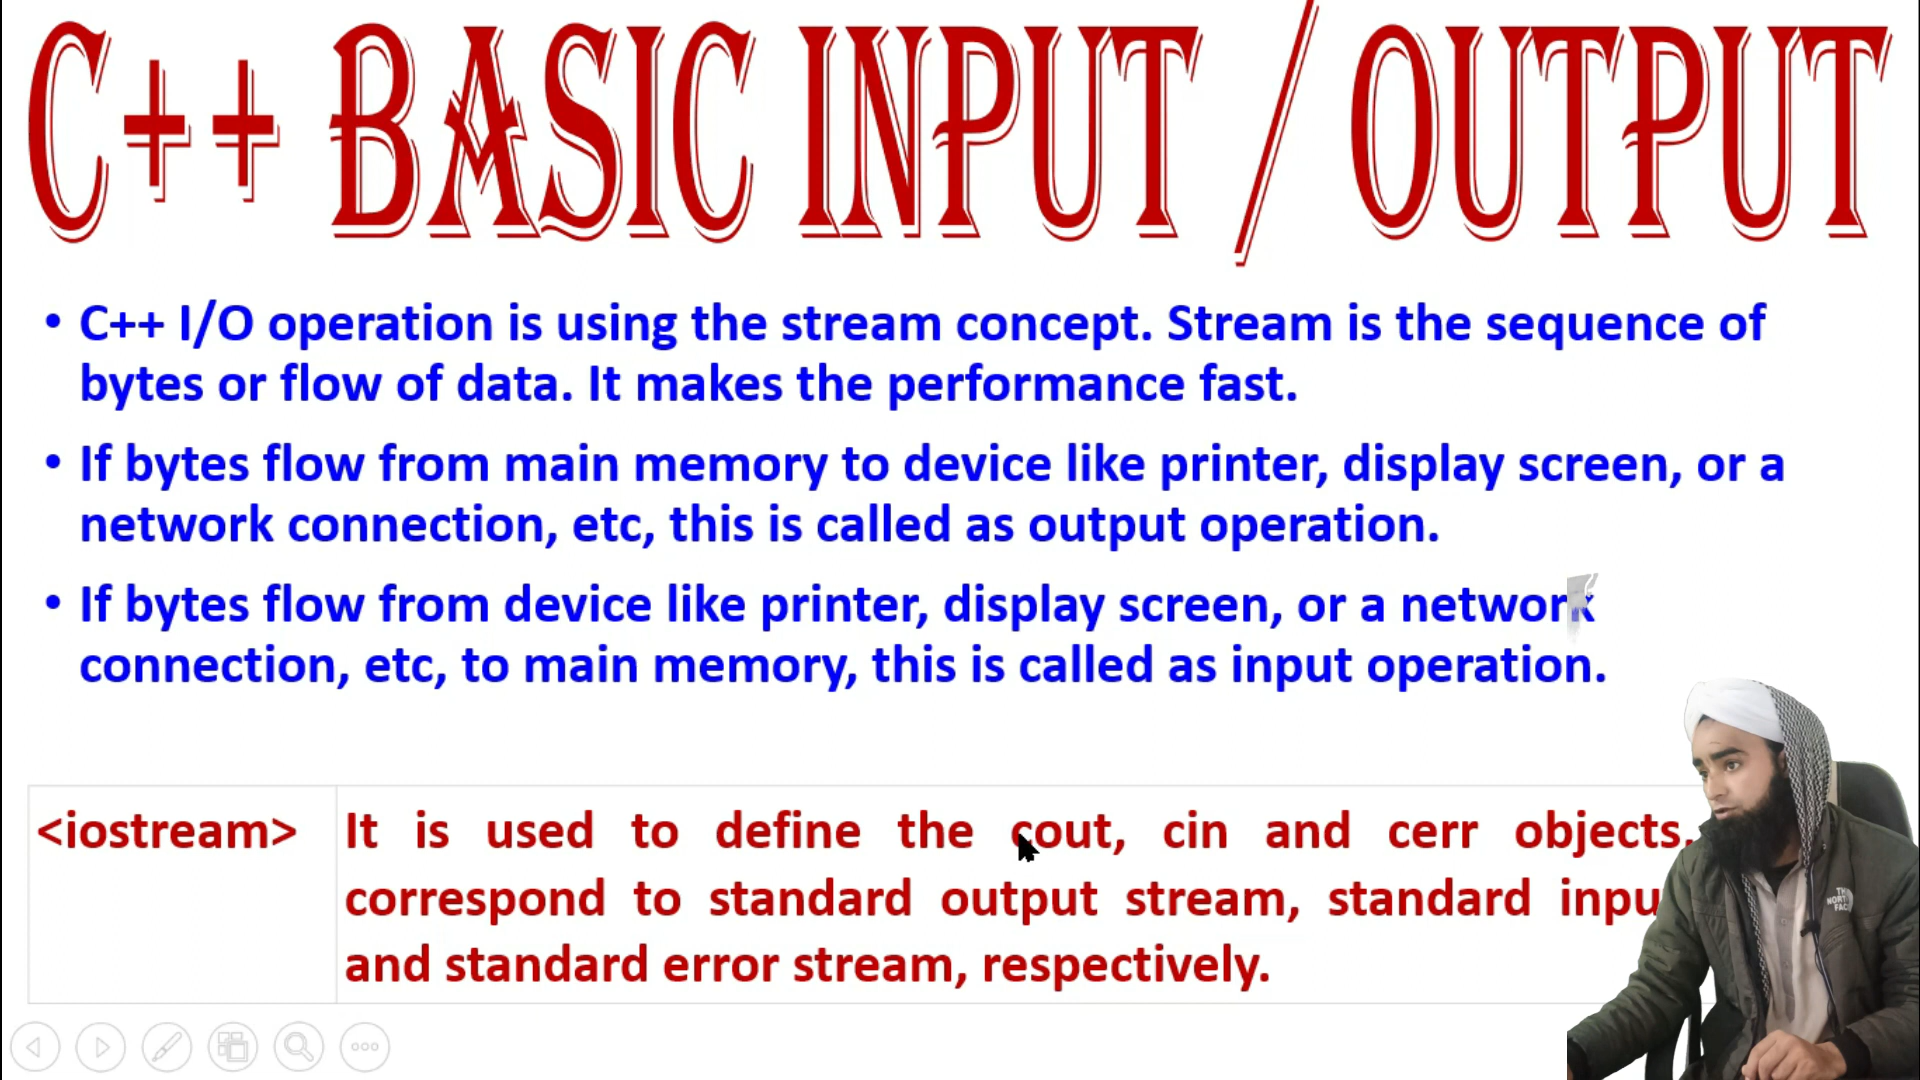 C++ BASIC INPUT / OUTPUT
• C++ I/O operation is using the stream concept. Stream is the sequence of
bytes or flow of data. It makes the performance fast.
• If bytes flow from main memory to device like printer, display screen, or a
network connection, etc, this is called as output operation.
• If bytes flow from device like printer, display screen, or a network
connection, etc, to main memory, this is called as input operation.
<iostream> It is used to define the cout, cin and cerr objects,
correspond to standard output stream, standard
and standard error stream, respectively.
THE
NORTH
FACE